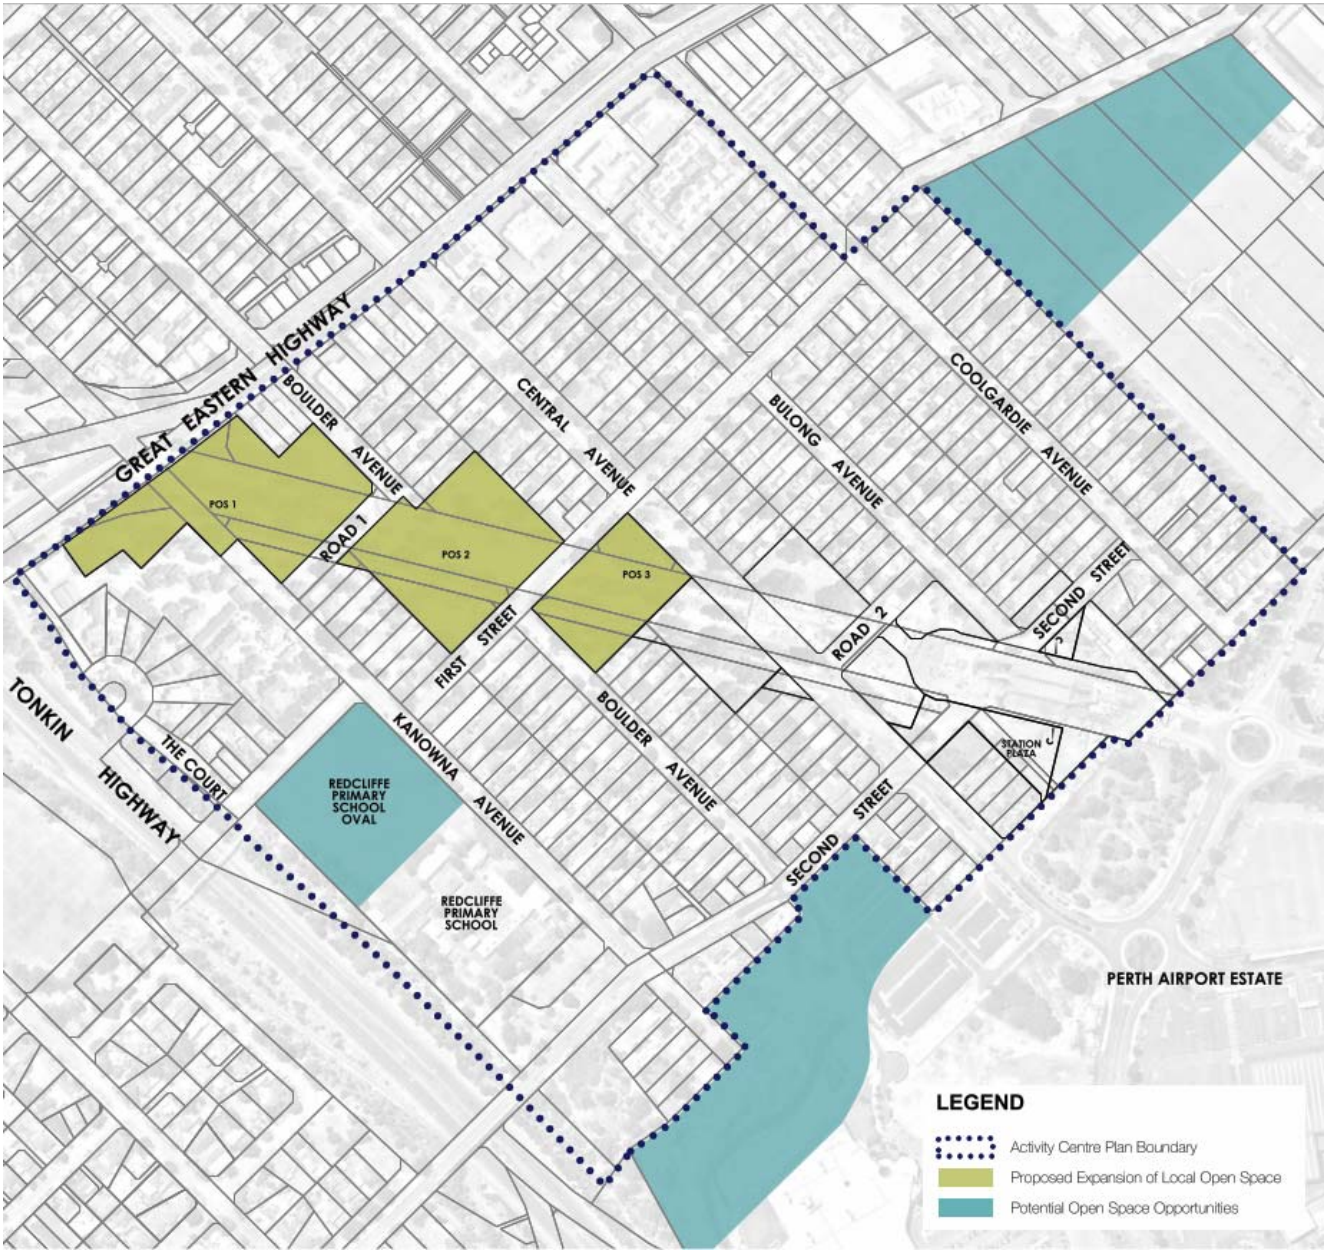 GREAT EASTERN HIGHWAY
BOULDER AVENUE
CENTRAL AVENUE
BULONG AVENUE
COOLGARDIE AVENUE
POS 1
ROAD 1
POS 2
POS 3
FIRST STREET
ROAD 2
SECOND STREET
STATION
PLAZA
BOULDER AVENUE
KANOWNA AVENUE
THE COURT
TONKIN HIGHWAY
REDCLIFFE
PRIMARY
SCHOOL
OVAL
REDCLIFFE
PRIMARY
SCHOOL
SECOND STREET
PERTH AIRPORT ESTATE
LEGEND
Activity Centre Plan Boundary
Proposed Expansion of Local Open Space
Potential Open Space Opportunities